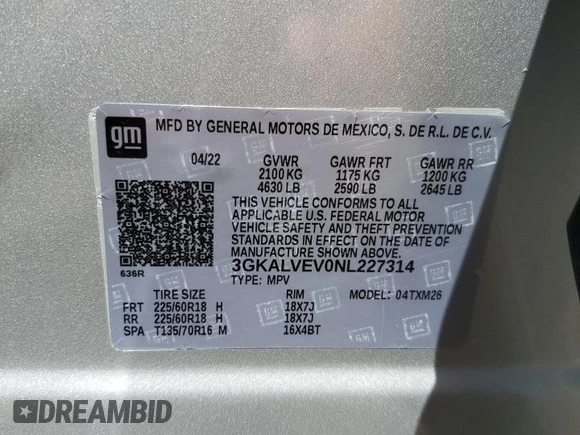 gm
MFD BY GENERAL MOTORS DE MEXICO, S. DE R.L. DE C.V.
04/22 GVWR GAWR FRT GAWR RR
2100 KG 1175 KG 1200 KG
4630 LB 2590 LB 2645 LB
THIS VEHICLE CONFORMS TO ALL
APPLICABLE U.S. FEDERAL MOTOR
VEHICLE SAFETY AND THEFT PREVENTION
STANDARDS IN EFFECT ON THE DATE OF
MANUFACTURE SHOWN ABOVE.
636R
3GKALVEV0NL227314
TYPE: MPV
TIRE SIZE RIM MODEL: 04TXM26
FRT 225/60R18 H 18X7J
RR 225/60R18 H 18X7J
SPA T135/70R16 M 16X4BT
DREAMBID